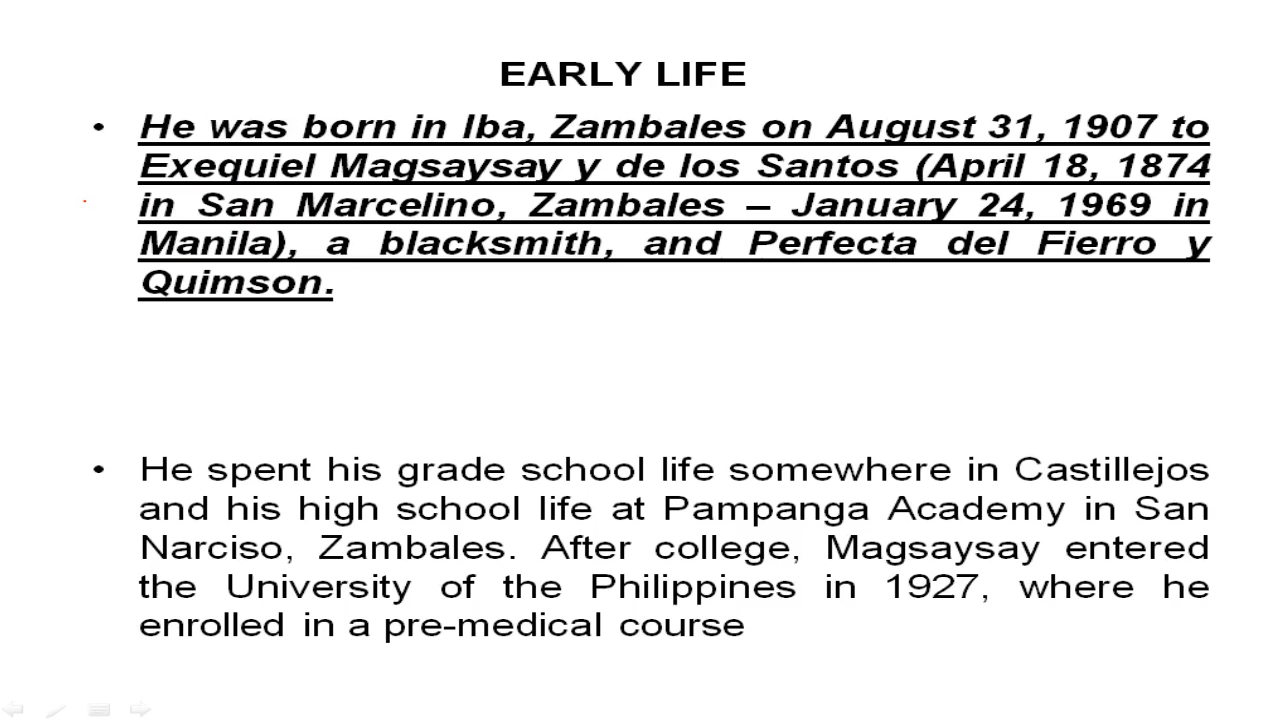 EARLY LIFE
• He was born in Iba, Zambales on August 31, 1907 to
Exequiel Magsaysay y de los Santos (April 18, 1874
in San Marcelino, Zambales – January 24, 1969 in
Manila), a blacksmith, and Perfecta del Fierro y
Quimson.
• He spent his grade school life somewhere in Castillejos
and his high school life at Pampanga Academy in San
Narciso, Zambales. After college, Magsaysay entered
the University of the Philippines in 1927, where he
enrolled in a pre-medical course